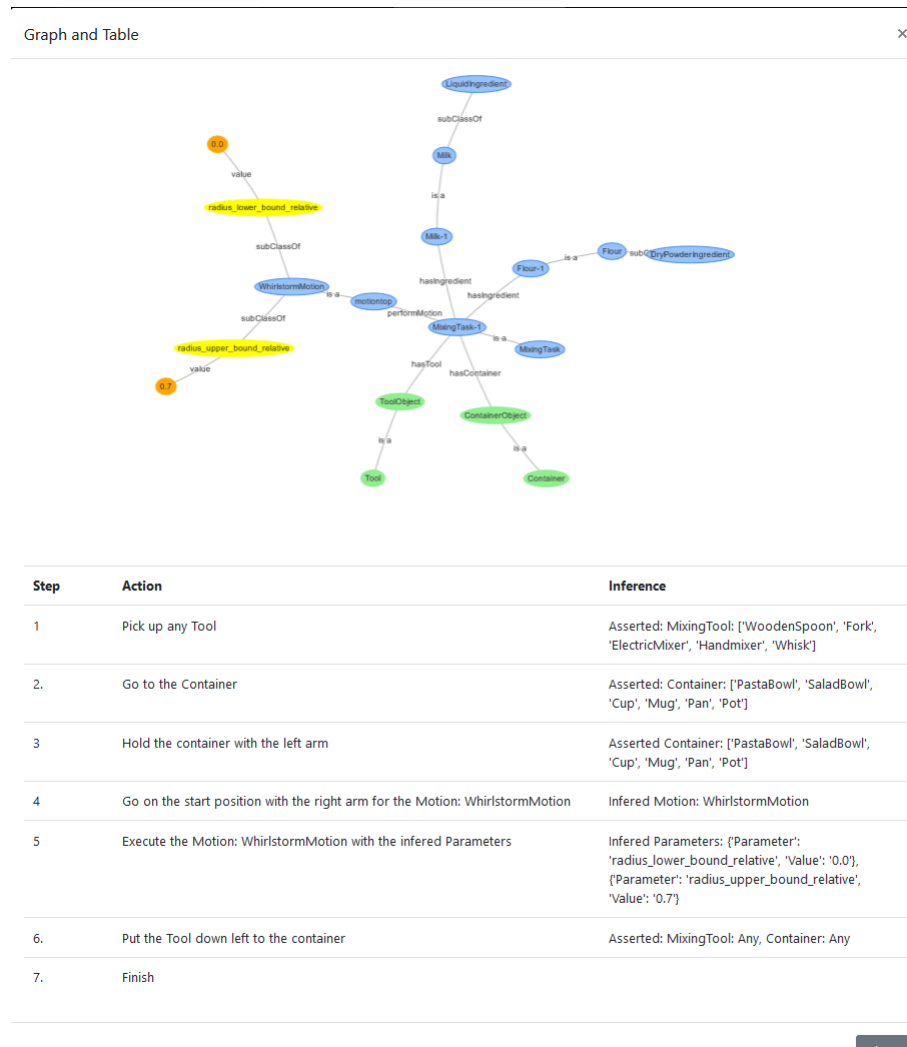 Graph and Table
×
LiquidIngredient
subClassOf
0.0
Milk
value
is a
radius_lower_bound_relative
Milk-1
subClassOf
Flour
DryPowderIngredient
is a
Flour-1
hasIngredient
WhirlstormMotion
hasIngredient
is a
motiontop
performMotion
subClassOf
MixingTask-1
is a
radius_upper_bound_relative
MixingTask
hasTool
value
hasContainer
0.7
ToolObject
ContainerObject
is a
is a
Tool
Container
Step Action Inference
1 Pick up any Tool Asserted: MixingTool: ['WoodenSpoon', 'Fork',
'ElectricMixer', 'Handmixer', 'Whisk']
2. Go to the Container Asserted: Container: ['PastaBowl', 'SaladBowl',
'Cup', 'Mug', 'Pan', 'Pot']
3 Hold the container with the left arm Asserted Container: ['PastaBowl', 'SaladBowl',
'Cup', 'Mug', 'Pan', 'Pot']
4 Go on the start position with the right arm for the Motion: WhirlstormMotion Infered Motion: WhirlstormMotion
5 Execute the Motion: WhirlstormMotion with the infered Parameters Infered Parameters: {'Parameter':
'radius_lower_bound_relative', 'Value': '0.0'},
{'Parameter': 'radius_upper_bound_relative',
'Value': '0.7'}
6. Put the Tool down left to the container Asserted: MixingTool: Any, Container: Any
7. Finish